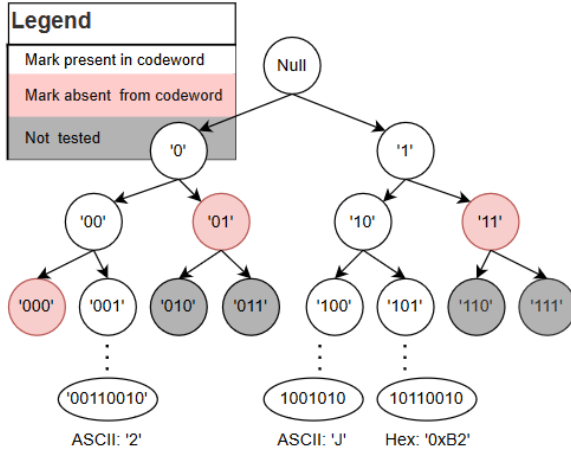 Legend
Mark present in codeword
Mark absent from codeword
Not tested
Null
'0' '1'
'00' '01' '10' '11'
'000' '001' '010' '011' '100' '101' '110' '111'
'00110010' 1001010 10110010
ASCII: '2' ASCII: 'J' Hex: '0xB2'